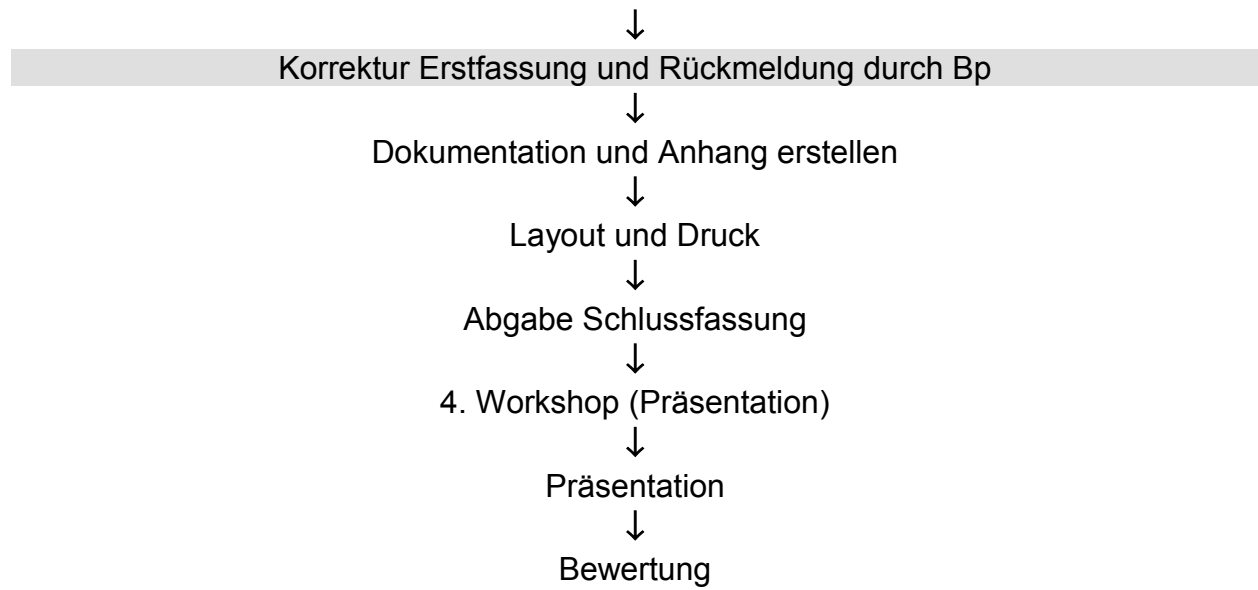 ↓
Korrektur Erstfassung und Rückmeldung durch Bp
↓
Dokumentation und Anhang erstellen
↓
Layout und Druck
↓
Abgabe Schlussfassung
↓
4. Workshop (Präsentation)
↓
Präsentation
↓
Bewertung